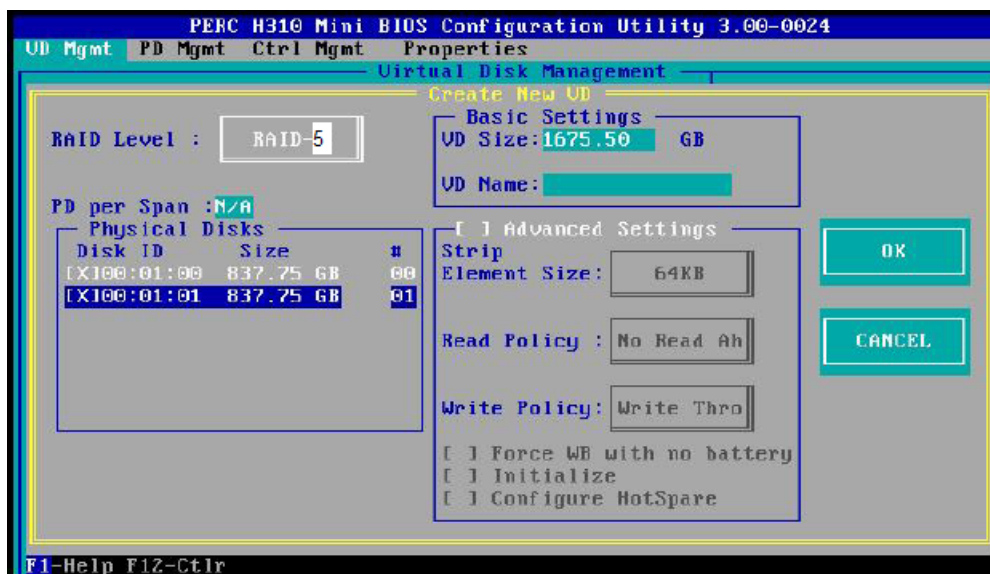 PERC H310 Mini BIOS Configuration Utility 3.00-0024
VD Mgmt PD Mgmt Ctrl Mgmt Properties
Virtual Disk Management
Create New VD
RAID Level : RAID-5
PD per Span :N/A
Physical Disks
Disk ID Size #
[X]00:01:00 837.75 GB 00
[X]00:01:01 837.75 GB 01
Basic Settings
VD Size:1675.50 GB
VD Name:
[ ] Advanced Settings
Strip
Element Size: 64KB
Read Policy : No Read Ah
Write Policy: Write Thro
[ ] Force WB with no battery
[ ] Initialize
[ ] Configure HotSpare
OK
CANCEL
F1-Help F12-Ctlr